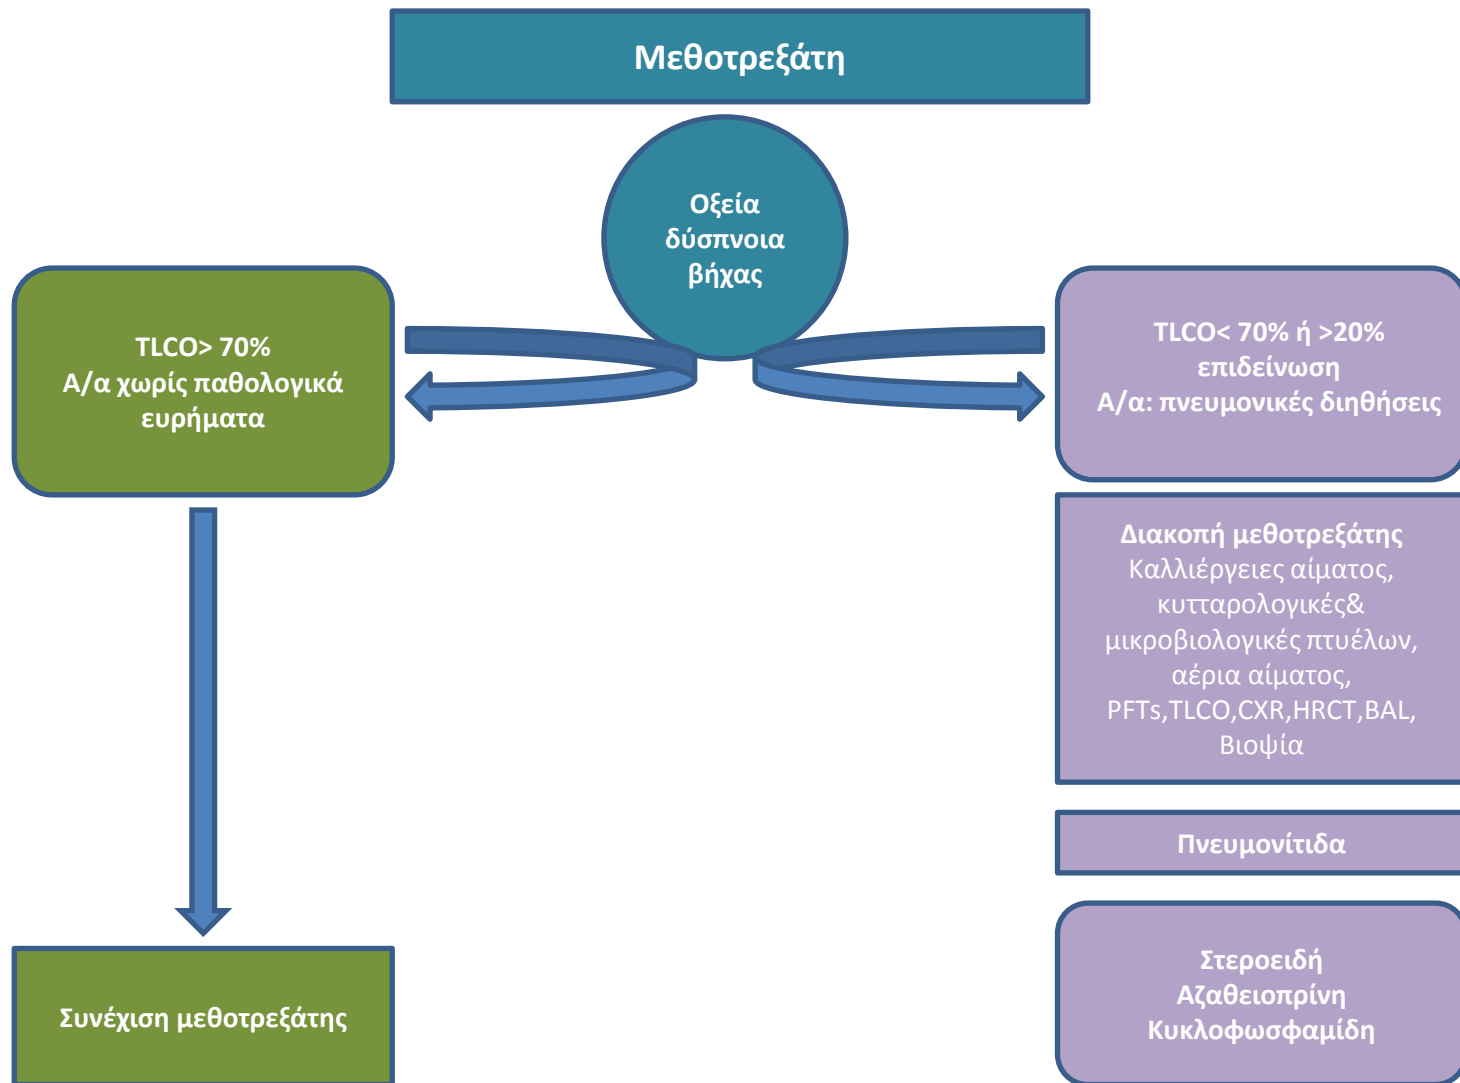 Μεθοτρεξάτη
Οξεία
δύσπνοια
βήχας
TLCO> 70%
Α/α χωρίς παθολογικά
ευρήματα
TLCO< 70% ή >20%
επιδείνωση
Α/α: πνευμονικές διηθήσεις
Διακοπή μεθοτρεξάτης
Καλλιέργειες αίματος,
κυτταρολογικές&
μικροβιολογικές πτυέλων,
αέρια αίματος,
PFTs,TLCO,CXR,HRCT,BAL,
Βιοψία
Πνευμονίτιδα
Συνέχιση μεθοτρεξάτης
Στεροειδή
Αζαθειοπρίνη
Κυκλοφωσφαμίδη